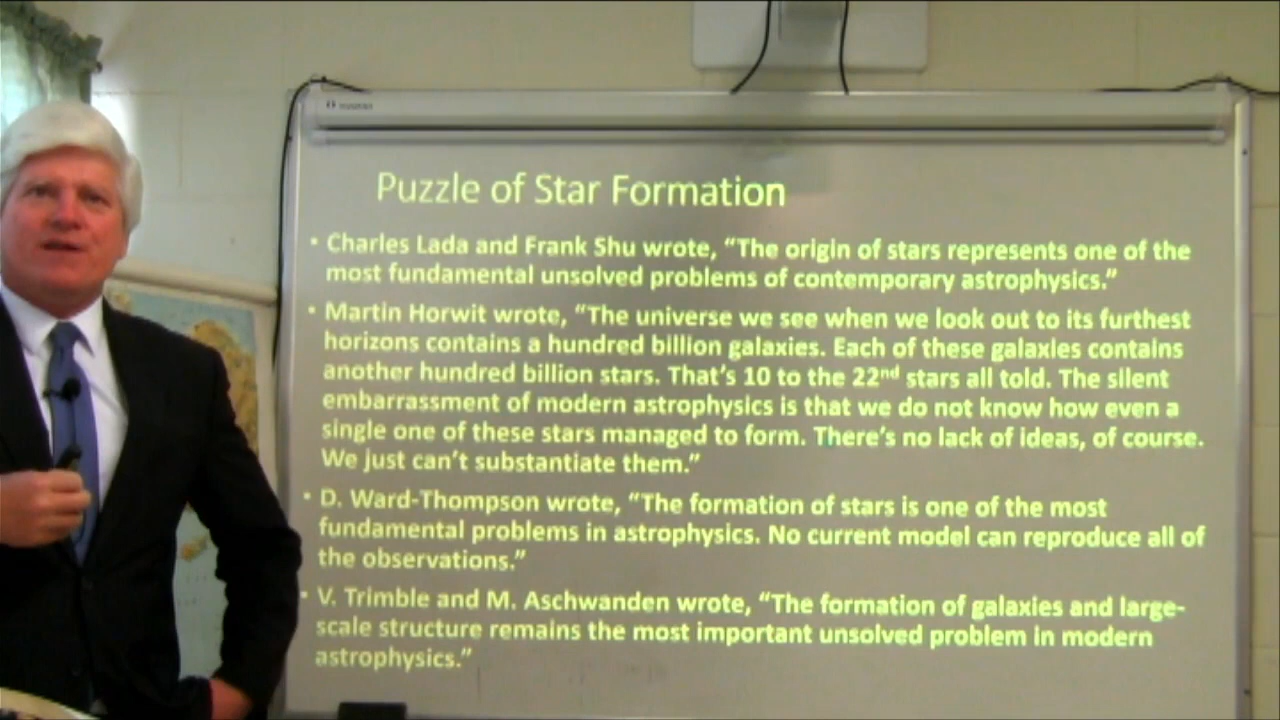 Puzzle of Star Formation
• Charles Lada and Frank Shu wrote, “The origin of stars represents one of the
most fundamental unsolved problems of contemporary astrophysics.”
• Martin Horwit wrote, “The universe we see when we look out to its furthest
horizons contains a hundred billion galaxies. Each of these galaxies contains
another hundred billion stars. That’s 10 to the 22nd stars all told. The silent
embarrassment of modern astrophysics is that we do not know how even a
single one of these stars managed to form. There’s no lack of ideas, of course.
We just can’t substantiate them.”
• D. Ward-Thompson wrote, “The formation of stars is one of the most
fundamental problems in astrophysics. No current model can reproduce all of
the observations.”
• V. Trimble and M. Aschwanden wrote, “The formation of galaxies and large-
scale structure remains the most important unsolved problem in modern
astrophysics.”